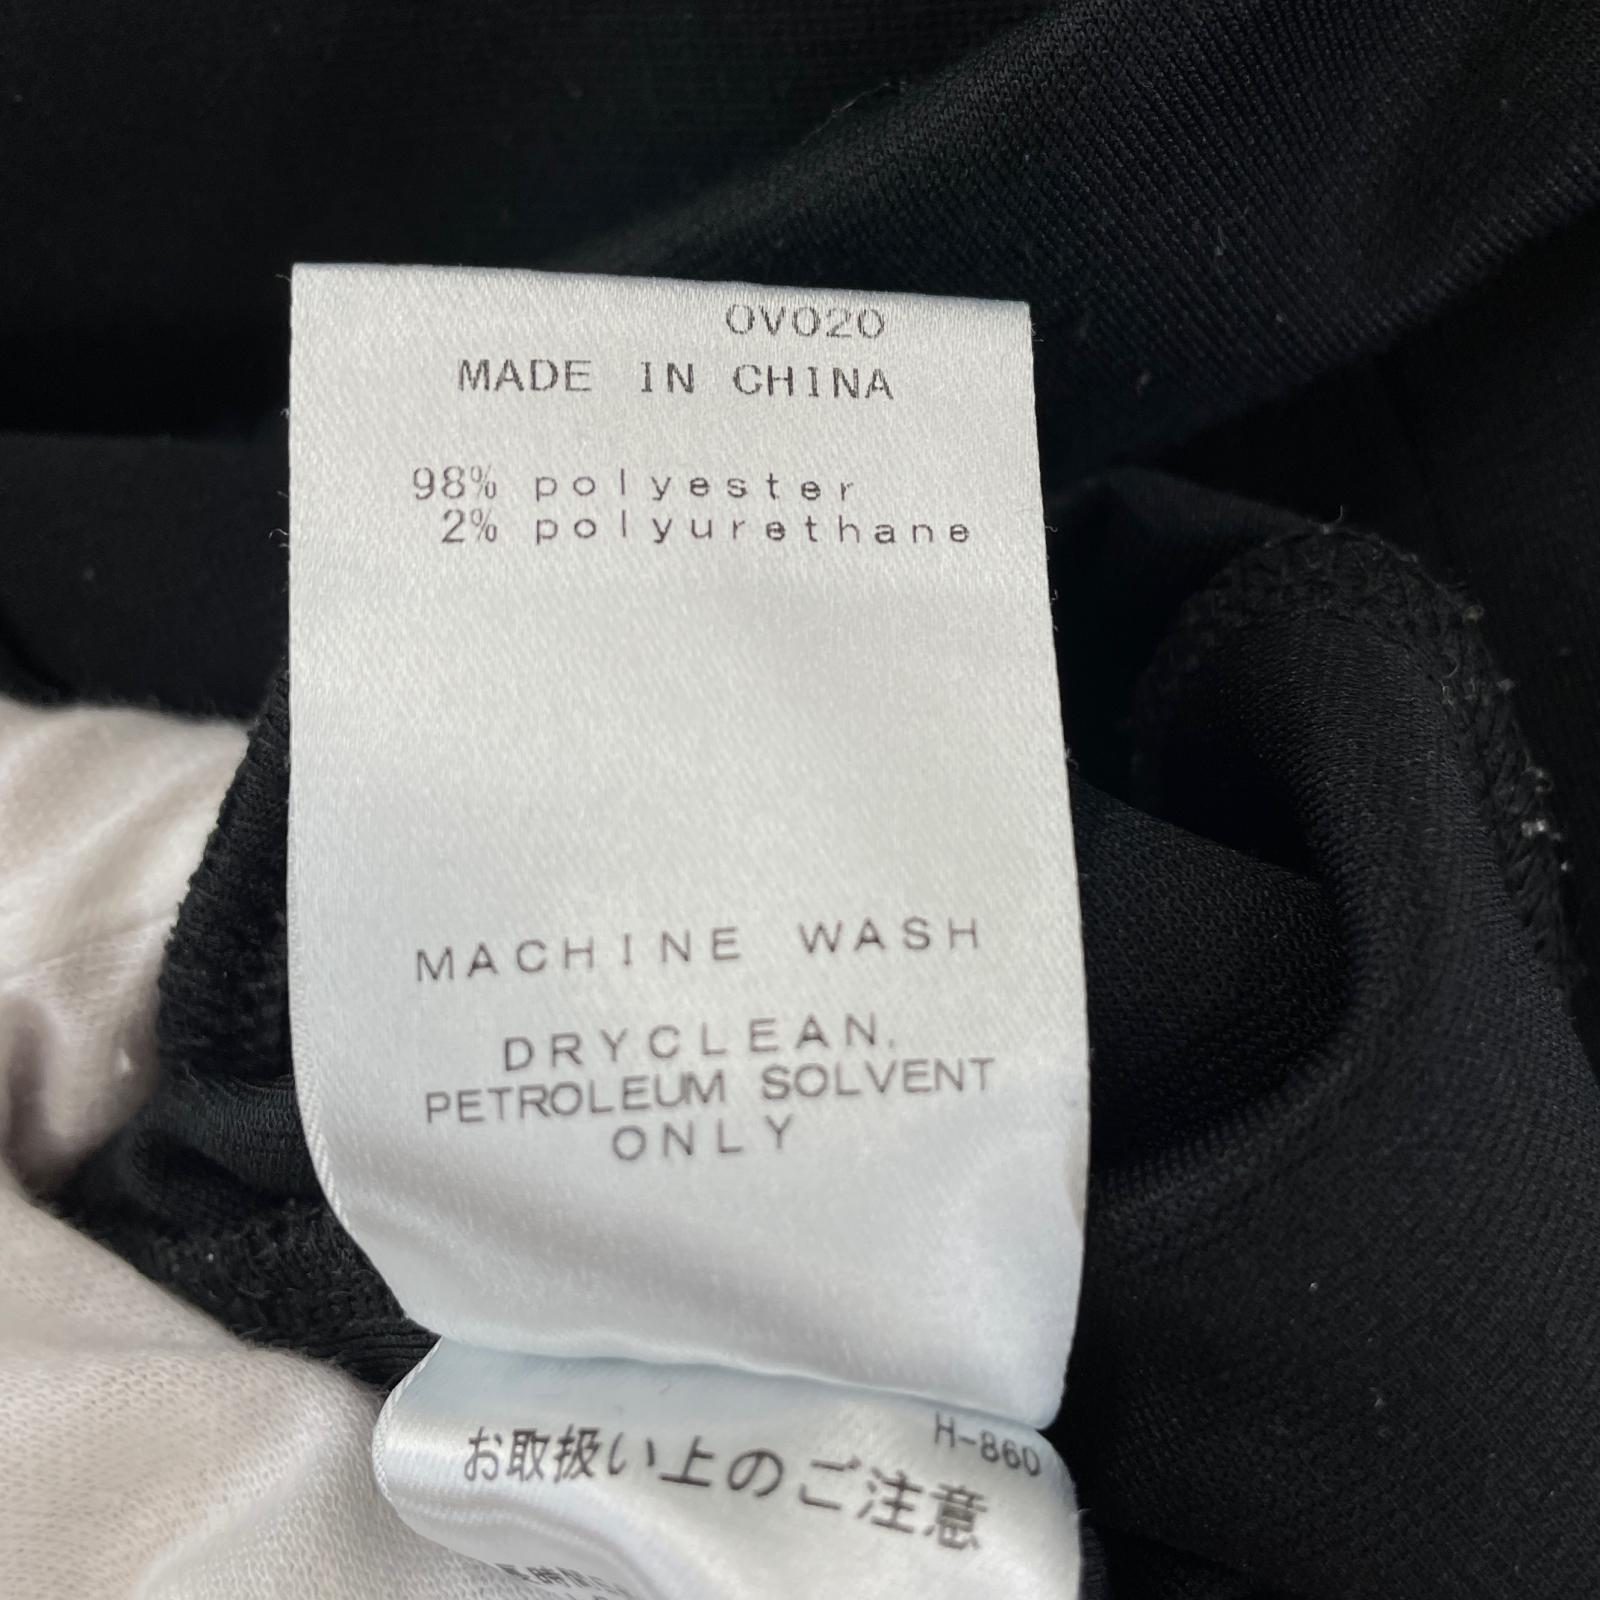 OV020
MADE IN CHINA
98% polyester
2% polyurethane
MACHINE WASH
DRYCLEAN.
PETROLEUM SOLVENT
ONLY
H-860
お取扱い上のご注意